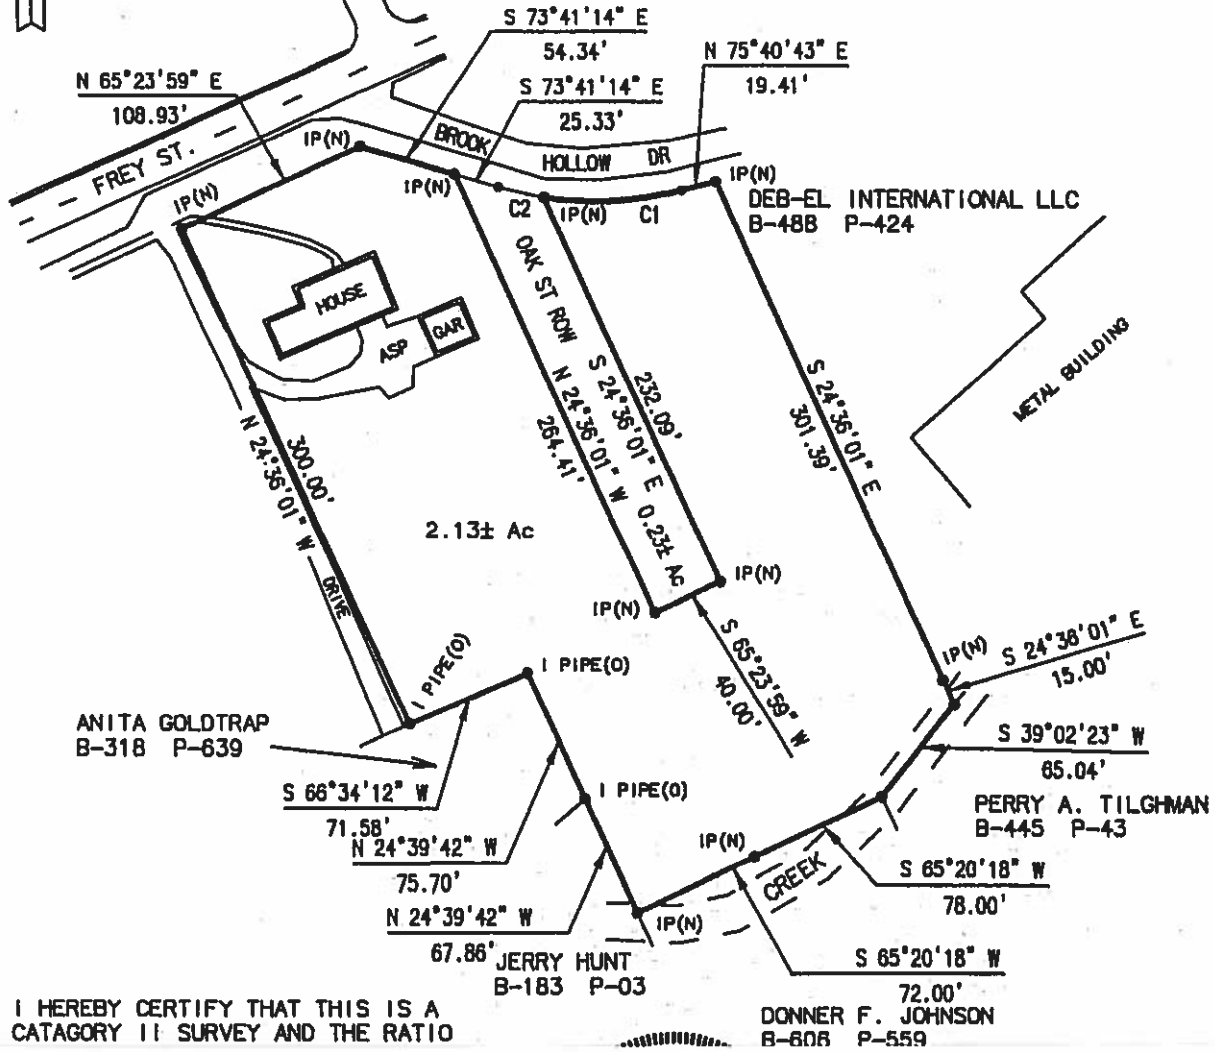 S 73°41'14" E
54.34'
N 65°23'59" E
108.93'
S 73°41'14" E
25.33'
N 75°40'43" E
19.41'
FREY ST.
BROOK
HOLLOW DR
IP(N)
IP(N)
IP(N)
IP(N)
IP(N)
C2
C1
DEB-EL INTERNATIONAL LLC
B-488 P-424
OAK ST ROW
HOUSE
GAR
ASP
METAL BUILDING
N 24°36'01" W
300.00'
N 24°36'01" W
264.41'
S 24°36'01" E
232.09'
0.23± AC
S 24°36'01" E
301.39'
2.13± Ac
DRIVE
IP(N)
IP(N)
S 65°23'59" W
40.00'
IP(N)
S 24°36'01" E
15.00'
I PIPE(O)
I PIPE(O)
ANITA GOLDTRAP
B-318 P-639
S 39°02'23" W
65.04'
S 66°34'12" W
71.58'
I PIPE(O)
PERRY A. TILGHMAN
B-445 P-43
N 24°39'42" W
75.70'
IP(N)
CREEK
S 65°20'18" W
78.00'
N 24°39'42" W
67.86'
IP(N)
JERRY HUNT
B-183 P-03
S 65°20'18" W
72.00'
DONNER F. JOHNSON
B-606 P-559
I HEREBY CERTIFY THAT THIS IS A
CATAGORY II SURVEY AND THE RATIO